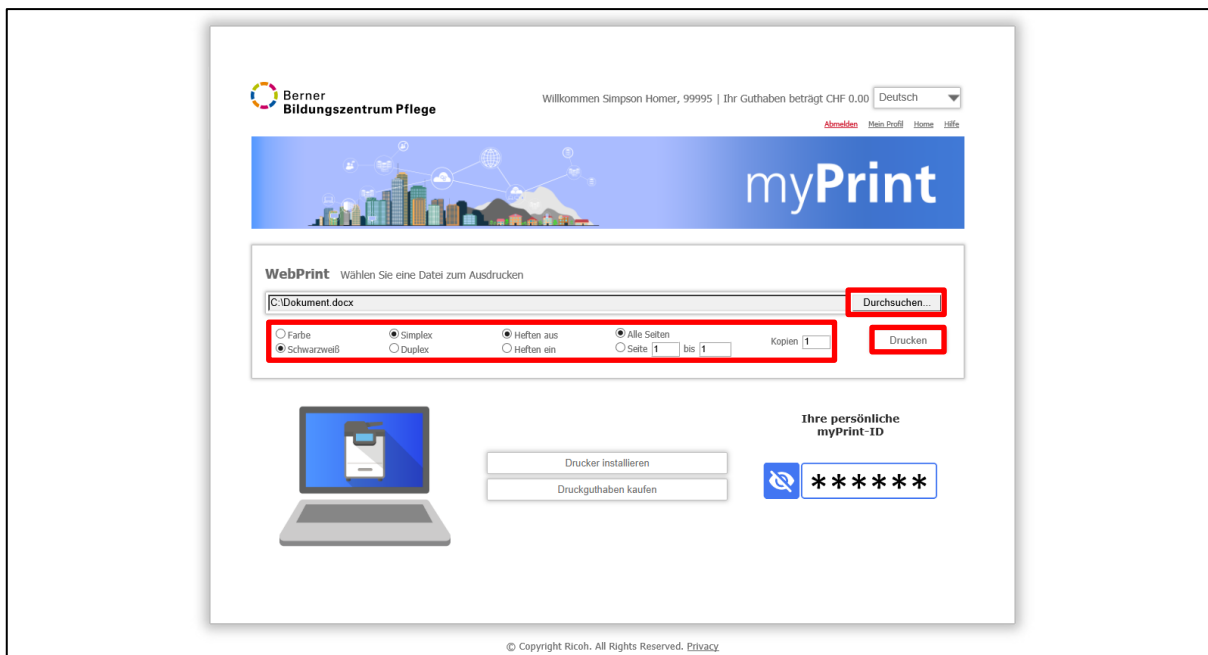 Berner
Bildungszentrum Pflege
Willkommen Simpson Homer, 99995 | Ihr Guthaben beträgt CHF 0.00 Deutsch
Abmelden Mein Profil Home Hilfe
myPrint
WebPrint Wählen Sie eine Datei zum Ausdrucken
C:\Dokument.docx Durchsuchen...
Farbe Simplex Heften aus Alle Seiten
Schwarzweiß Duplex Heften ein Seite 1 bis 1 Kopien 1 Drucken
Ihre persönliche
myPrint-ID
Drucker installieren
Druckguthaben kaufen
******
© Copyright Ricoh. All Rights Reserved. Privacy